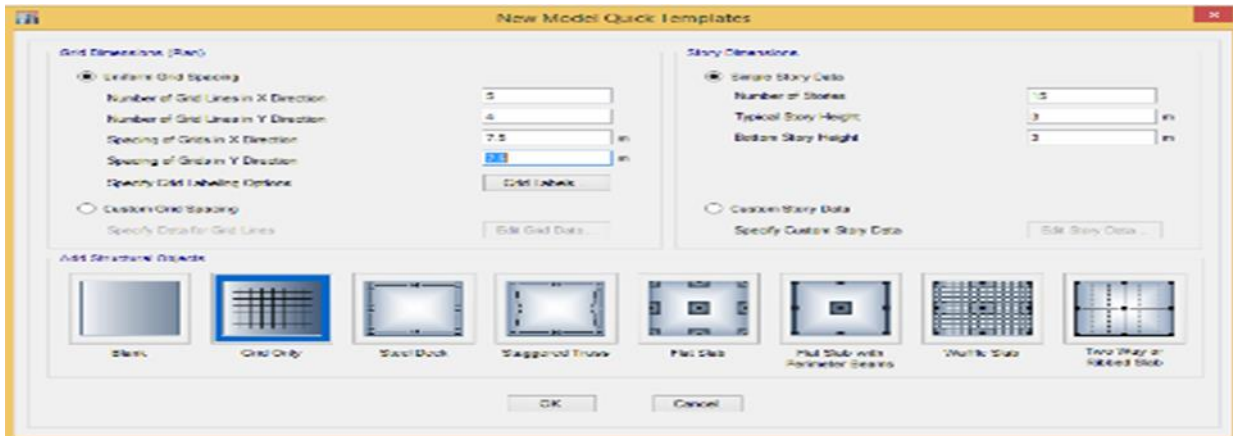 New Model Quick Templates
Grid Dimensions (Plan)
Uniform Grid Spacing
Number of Grid Lines in X Direction 5
Number of Grid Lines in Y Direction 4
Spacing of Grids in X Direction 7.5 m
Spacing of Grids in Y Direction 7.5 m
Specify Grid Labeling Options Grid Labels...
Custom Grid Spacing
Specify Data for Grid Lines Edit Grid Data...
Story Dimensions
Simple Story Data
Number of Stories 15
Typical Story Height 3 m
Bottom Story Height 3 m
Custom Story Data
Specify Custom Story Data Edit Story Data...
Add Structural Objects
Blank
Grid Only
Steel Deck
Staggered Truss
Flat Slab
Flat Slab with
Perimeter Beams
Waffle Slab
Two Way or
Ribbed Slab
OK
Cancel